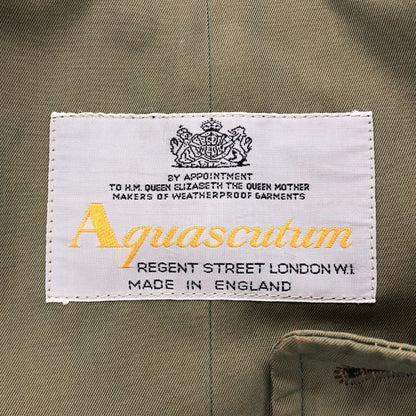 BY APPOINTMENT
TO H.M. QUEEN ELIZABETH THE QUEEN MOTHER
MAKERS OF WEATHERPROOF GARMENTS
Aquascutum
REGENT STREET LONDON W.1.
MADE IN ENGLAND